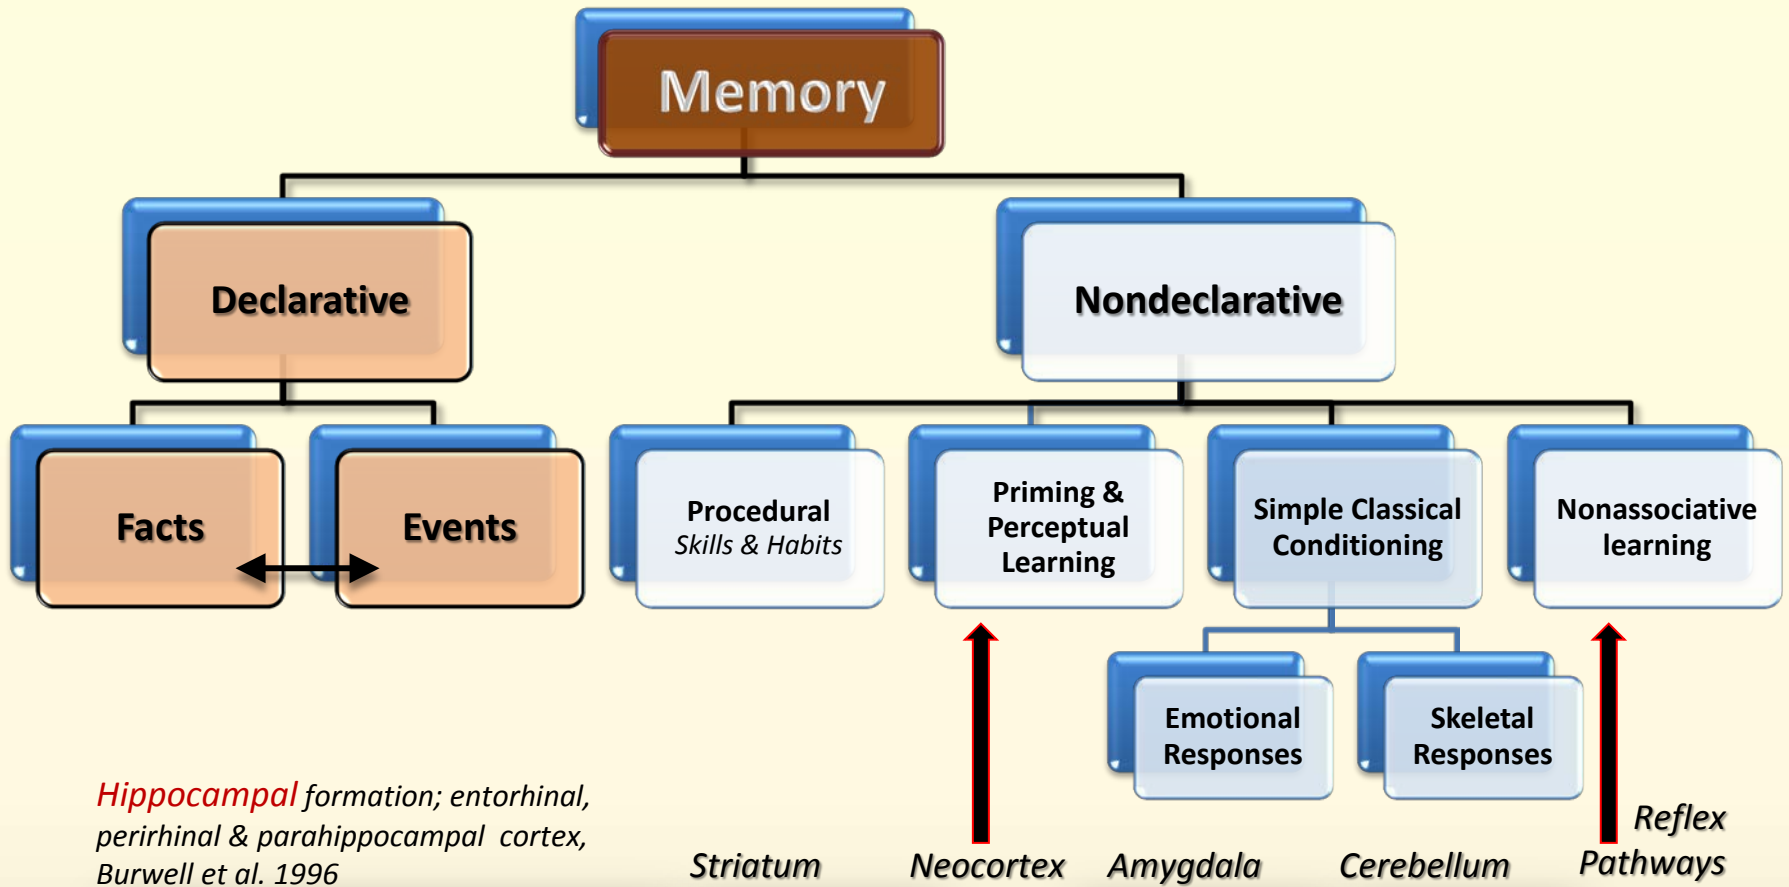 Memory
Declarative
Nondeclarative
Facts
Events
Procedural
Skills & Habits
Priming &
Perceptual
Learning
Simple Classical
Conditioning
Nonassociative
learning
Emotional
Responses
Skeletal
Responses
Hippocampal formation; entorhinal,
perirhinal & parahippocampal cortex,
Burwell et al. 1996
Striatum
Neocortex
Amygdala
Cerebellum
Reflex
Pathways